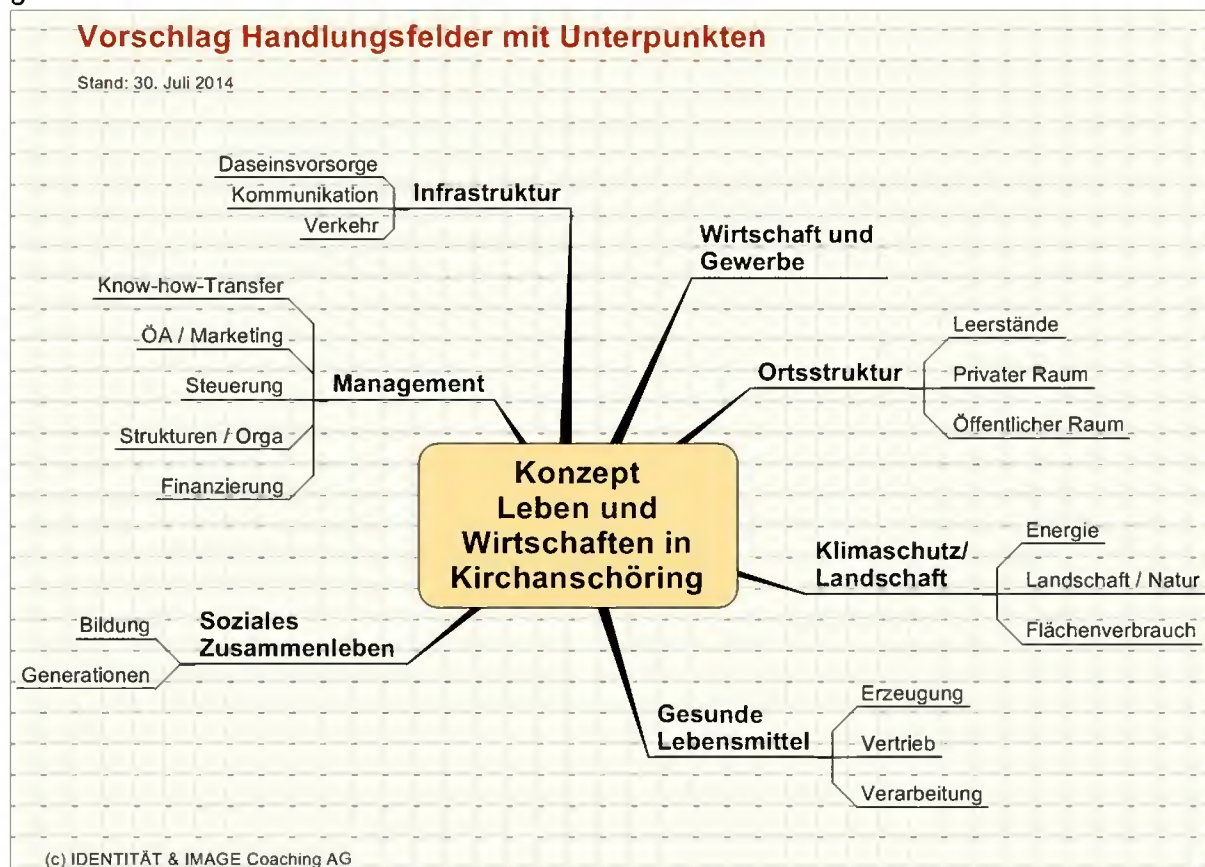 Vorschlag Handlungsfelder mit Unterpunkten
Stand: 30. Juli 2014
Daseinsvorsorge
Kommunikation
Verkehr
Infrastruktur
Wirtschaft und
Gewerbe
Know-how-Transfer
ÖA / Marketing
Steuerung
Strukturen / Orga
Finanzierung
Management
Ortsstruktur
Leerstände
Privater Raum
Öffentlicher Raum
Konzept
Leben und
Wirtschaften in
Kirchanschöring
Klimaschutz/
Landschaft
Energie
Landschaft / Natur
Flächenverbrauch
Bildung
Generationen
Soziales
Zusammenleben
Gesunde
Lebensmittel
Erzeugung
Vertrieb
Verarbeitung
(c) IDENTITÄT & IMAGE Coaching AG